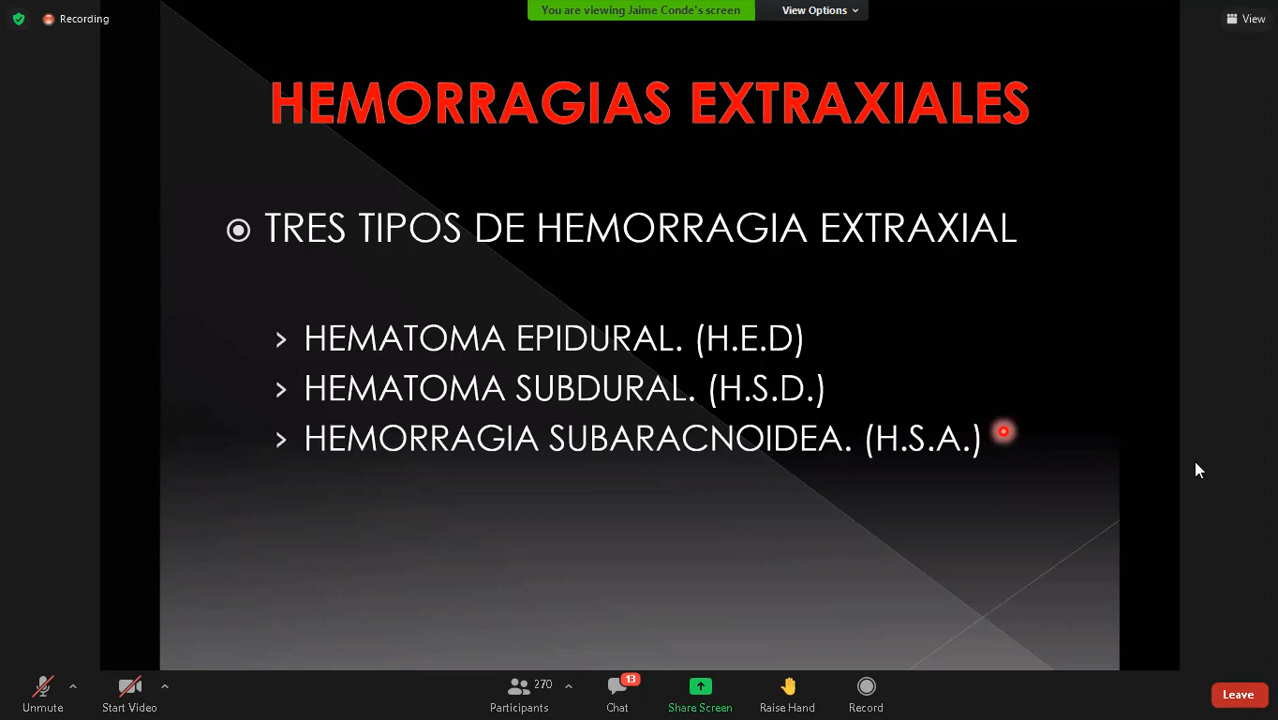 You are viewing Jaime Conde's screen
View Options
Recording
View
HEMORRAGIAS EXTRAXIALES
TRES TIPOS DE HEMORRAGIA EXTRAXIAL
HEMATOMA EPIDURAL. (H.E.D)
HEMATOMA SUBDURAL. (H.S.D.)
HEMORRAGIA SUBARACNOIDEA. (H.S.A.)
Unmute
Start Video
270
Participants
13
Chat
Share Screen
Raise Hand
Record
Leave